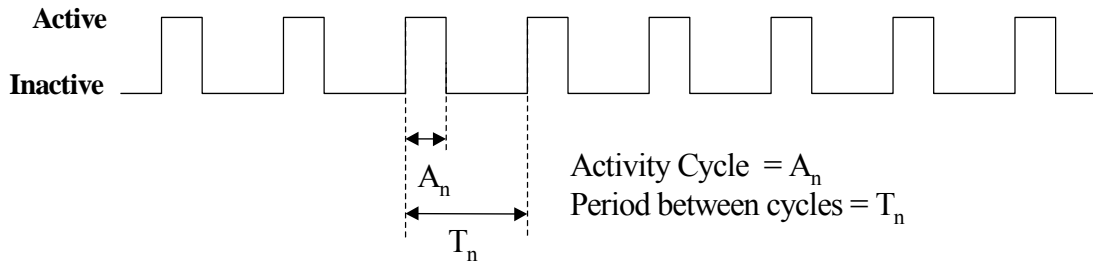 Active
Inactive
Aₙ
Tₙ
Activity Cycle = Aₙ
Period between cycles = Tₙ